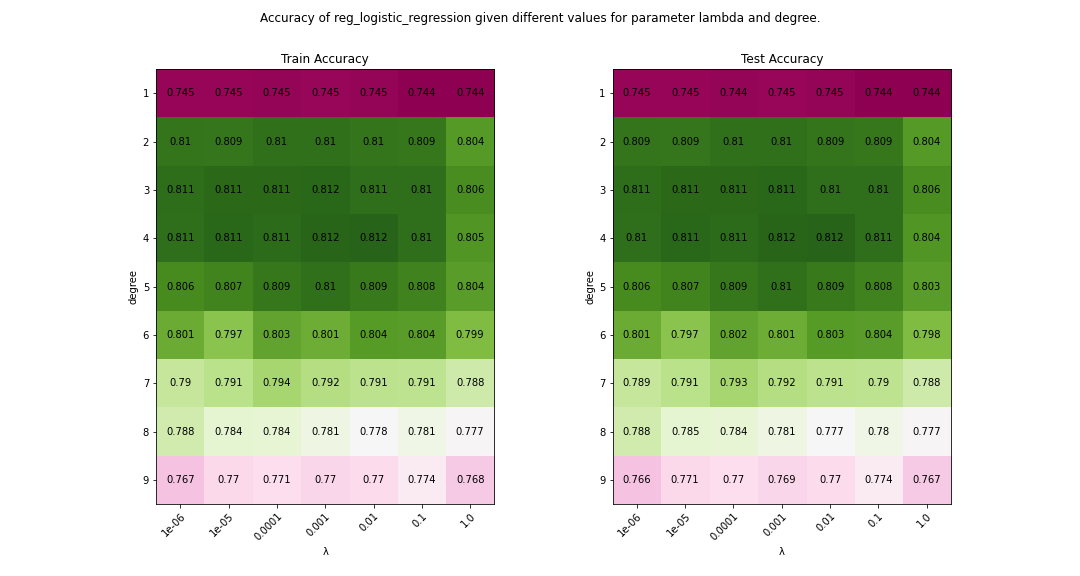 Accuracy of reg_logistic_regression given different values for parameter lambda and degree.
Train Accuracy
1 0.745 0.745 0.745 0.745 0.745 0.744 0.744
2 0.81 0.809 0.81 0.81 0.81 0.809 0.804
3 0.811 0.811 0.811 0.812 0.811 0.81 0.806
4 0.811 0.811 0.811 0.812 0.812 0.81 0.805
5 0.806 0.807 0.809 0.81 0.809 0.808 0.804
6 0.801 0.797 0.803 0.801 0.804 0.804 0.799
7 0.79 0.791 0.794 0.792 0.791 0.791 0.788
8 0.788 0.784 0.784 0.781 0.778 0.781 0.777
9 0.767 0.77 0.771 0.77 0.77 0.774 0.768
degree
1e-06 1e-05 0.0001 0.001 0.01 0.1 1.0
λ
Test Accuracy
1 0.745 0.745 0.744 0.745 0.745 0.744 0.744
2 0.809 0.809 0.81 0.81 0.809 0.809 0.804
3 0.811 0.811 0.811 0.811 0.81 0.81 0.806
4 0.81 0.811 0.811 0.812 0.812 0.811 0.804
5 0.806 0.807 0.809 0.81 0.809 0.808 0.803
6 0.801 0.797 0.802 0.801 0.803 0.804 0.798
7 0.789 0.791 0.793 0.792 0.791 0.79 0.788
8 0.788 0.785 0.784 0.781 0.777 0.78 0.777
9 0.766 0.771 0.77 0.769 0.77 0.774 0.767
degree
1e-06 1e-05 0.0001 0.001 0.01 0.1 1.0
λ